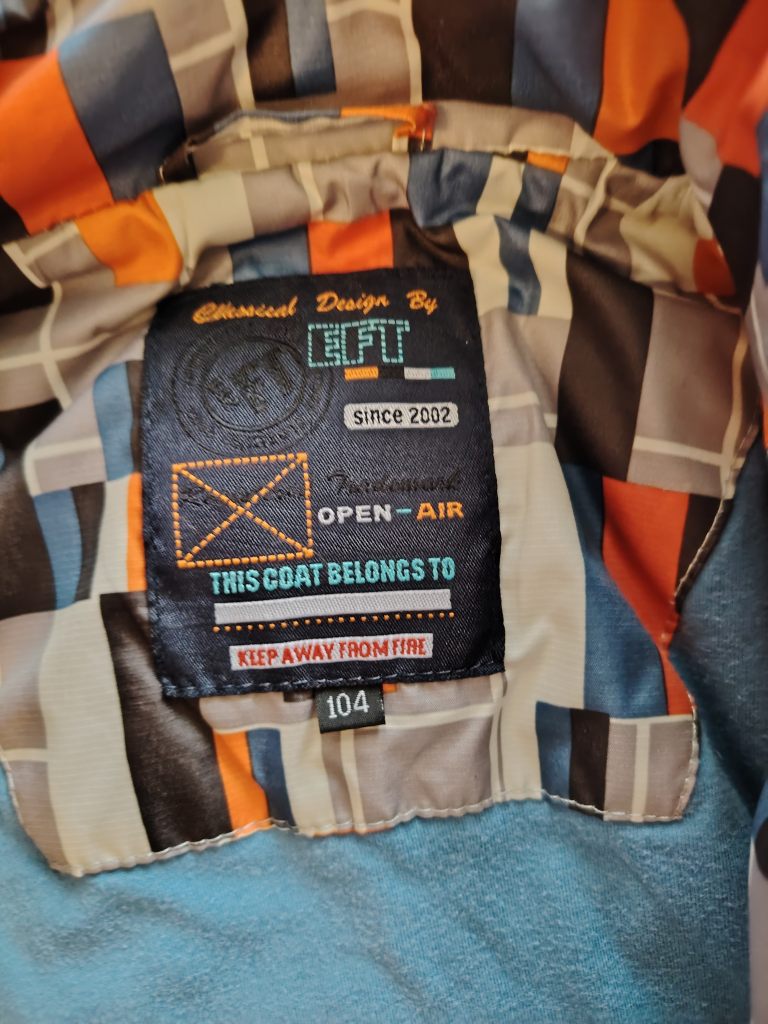 Classical Design By
EFT
since 2002
Trademark
OPEN-AIR
THIS COAT BELONGS TO
KEEP AWAY FROM FIRE
104